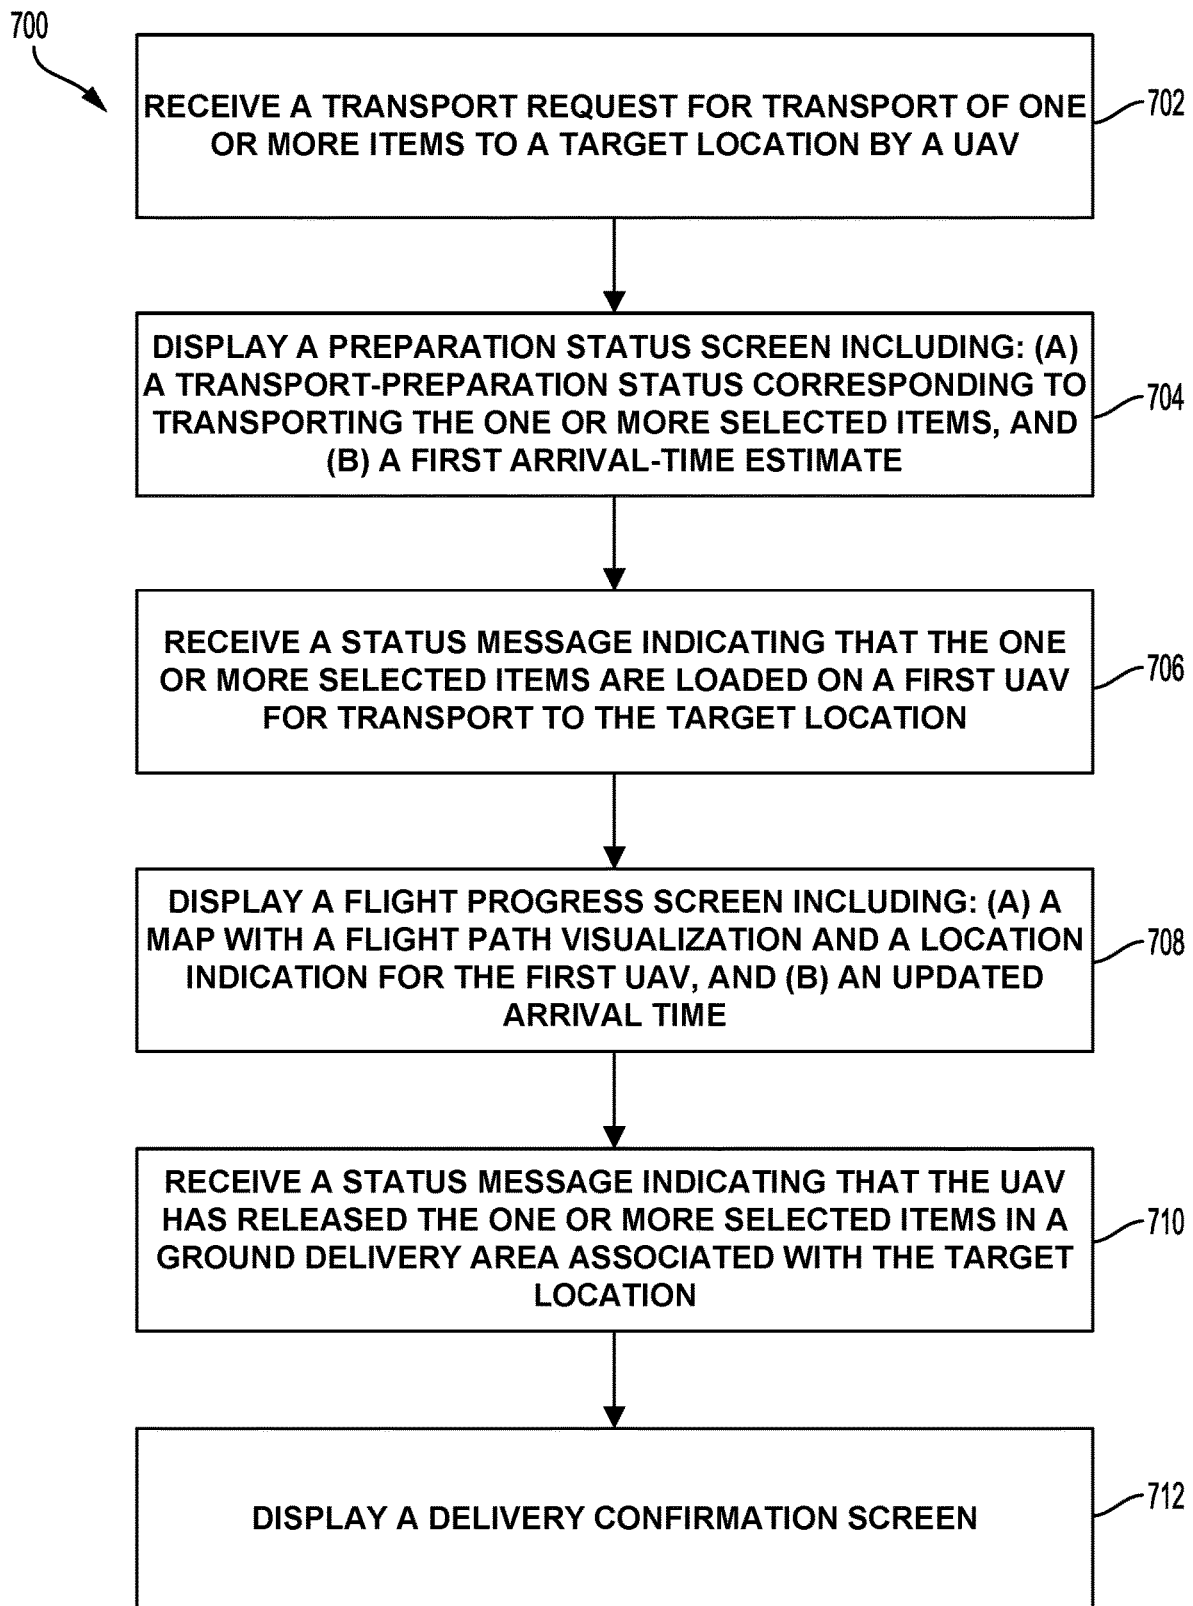 700
RECEIVE A TRANSPORT REQUEST FOR TRANSPORT OF ONE
OR MORE ITEMS TO A TARGET LOCATION BY A UAV
702
DISPLAY A PREPARATION STATUS SCREEN INCLUDING: (A)
A TRANSPORT-PREPARATION STATUS CORRESPONDING TO
TRANSPORTING THE ONE OR MORE SELECTED ITEMS, AND
(B) A FIRST ARRIVAL-TIME ESTIMATE
704
RECEIVE A STATUS MESSAGE INDICATING THAT THE ONE
OR MORE SELECTED ITEMS ARE LOADED ON A FIRST UAV
FOR TRANSPORT TO THE TARGET LOCATION
706
DISPLAY A FLIGHT PROGRESS SCREEN INCLUDING: (A) A
MAP WITH A FLIGHT PATH VISUALIZATION AND A LOCATION
INDICATION FOR THE FIRST UAV, AND (B) AN UPDATED
ARRIVAL TIME
708
RECEIVE A STATUS MESSAGE INDICATING THAT THE UAV
HAS RELEASED THE ONE OR MORE SELECTED ITEMS IN A
GROUND DELIVERY AREA ASSOCIATED WITH THE TARGET
LOCATION
710
DISPLAY A DELIVERY CONFIRMATION SCREEN
712